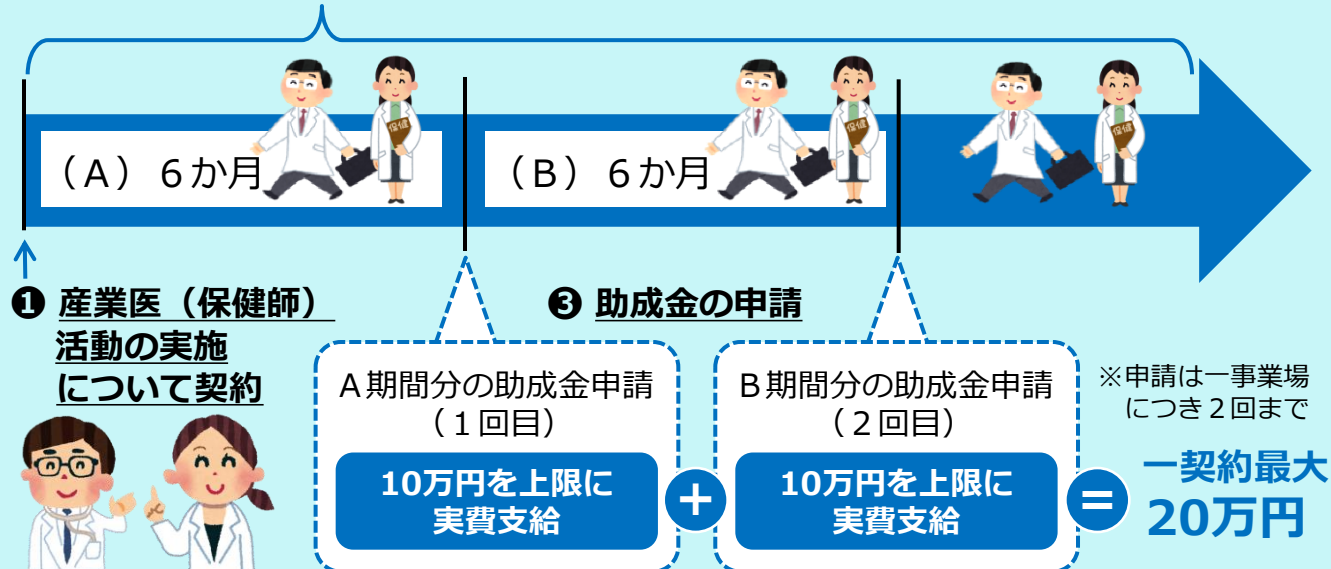 （A）６か月
（B）６か月
保健
保健
保健
❶ 産業医（保健師）
活動の実施
について契約
❸ 助成金の申請
A期間分の助成金申請
（１回目）
10万円を上限に
実費支給
+
B期間分の助成金申請
（２回目）
10万円を上限に
実費支給
=
※申請は一事業場
につき２回まで
一契約最大
20万円